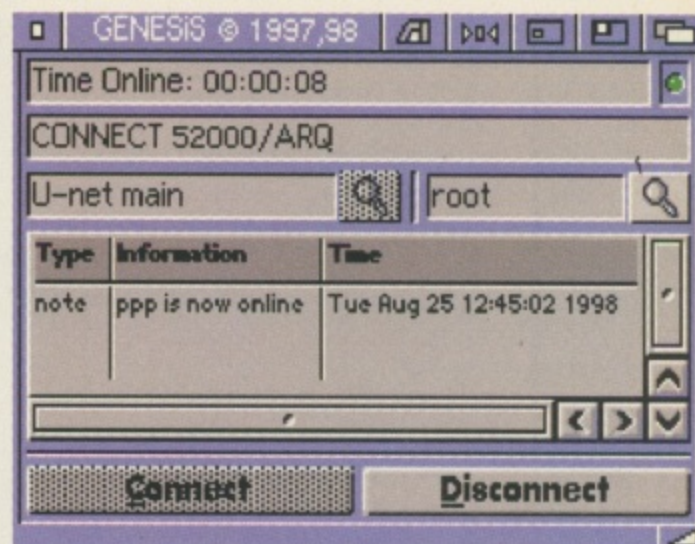 GENESiS © 1997,98
Time Online: 00:00:08
CONNECT 52000/ARQ
U-net main root
Type Information Time
note ppp is now online Tue Aug 25 12:45:02 1998
Connect Disconnect